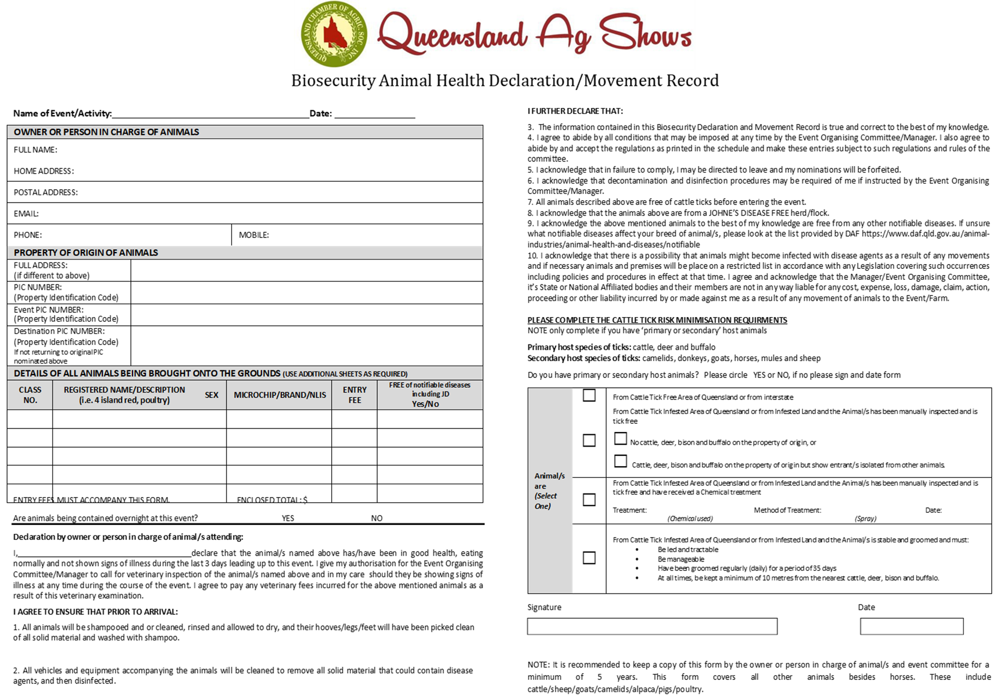 QUEENSLAND CHAMBER OF AGRIC. SOC. INC.
Queensland Ag Shows
Biosecurity Animal Health Declaration/Movement Record
Name of Event/Activity: Date:
OWNER OR PERSON IN CHARGE OF ANIMALS
FULL NAME:
HOME ADDRESS:
POSTAL ADDRESS:
EMAIL:
PHONE: MOBILE:
PROPERTY OF ORIGIN OF ANIMALS
FULL ADDRESS:
(if different to above)
PIC NUMBER:
(Property Identification Code)
Event PIC NUMBER:
(Property Identification Code)
Destination PIC NUMBER:
(Property Identification Code)
If not returning to original PIC
nominated above
DETAILS OF ALL ANIMALS BEING BROUGHT ONTO THE GROUNDS (USE ADDITIONAL SHEETS AS REQUIRED)
CLASS
NO.
REGISTERED NAME/DESCRIPTION
(i.e. 4 island red, poultry)
SEX
MICROCHIP/BRAND/NLIS
ENTRY
FEE
FREE of notifiable diseases
including JD
Yes/No
ENTRY FEES MUST ACCOMPANY THIS FORM. ENCLOSED TOTAL: $
Are animals being contained overnight at this event? YES NO
Declaration by owner or person in charge of animal/s attending:
I, declare that the animal/s named above has/have been in good health, eating
normally and not shown signs of illness during the last 3 days leading up to this event. I give my authorisation for the Event Organising
Committee/Manager to call for veterinary inspection of the animal/s named above and in my care should they be showing signs of
illness at any time during the course of the event. I agree to pay any veterinary fees incurred for the above mentioned animals as a
result of this veterinary examination.
I AGREE TO ENSURE THAT PRIOR TO ARRIVAL:
1. All animals will be shampooed and or cleaned, rinsed and allowed to dry, and their hooves/legs/feet will have been picked clean
of all solid material and washed with shampoo.
2. All vehicles and equipment accompanying the animals will be cleaned to remove all solid material that could contain disease
agents, and then disinfected.
I FURTHER DECLARE THAT:
3. The information contained in this Biosecurity Declaration and Movement Record is true and correct to the best of my knowledge.
4. I agree to abide by all conditions that may be imposed at any time by the Event Organising Committee/Manager. I also agree to
abide by and accept the regulations as printed in the schedule and make these entries subject to such regulations and rules of the
committee.
5. I acknowledge that in failure to comply, I may be directed to leave and my nominations will be forfeited.
6. I acknowledge that decontamination and disinfection procedures may be required of me if instructed by the Event Organising
Committee/Manager.
7. All animals described above are free of cattle ticks before entering the event.
8. I acknowledge that the animals above are from a JOHNE'S DISEASE FREE herd/flock.
9. I acknowledge the above mentioned animals to the best of my knowledge are free from any other notifiable diseases. If unsure
what notifiable diseases affect your breed of animal/s, please look at the list provided by DAF https://www.daf.qld.gov.au/animal-
industries/animal-health-and-diseases/notifiable
10. I acknowledge that there is a possibility that animals might become infected with disease agents as a result of any movements
and if necessary animals and premises will be place on a restricted list in accordance with any Legislation covering such occurrences
including policies and procedures in effect at that time. I agree and acknowledge that the Manager/Event Organising Committee,
it's State or National Affiliated bodies and their members are not in any way liable for any cost, expense, loss, damage, claim, action,
proceeding or other liability incurred by or made against me as a result of any movement of animals to the Event/Farm.
PLEASE COMPLETE THE CATTLE TICK RISK MINIMISATION REQUIRMENTS
NOTE only complete if you have 'primary or secondary' host animals
Primary host species of ticks: cattle, deer and buffalo
Secondary host species of ticks: camelids, donkeys, goats, horses, mules and sheep
Do you have primary or secondary host animals? Please circle YES or NO, if no please sign and date form
Animal/s
are
(Select
One)
From Cattle Tick Free Area of Queensland or from interstate
From Cattle Tick Infested Area of Queensland or from Infested Land and the Animal/s has been manually inspected and is
tick free
No cattle, deer, bison and buffalo on the property of origin, or
Cattle, deer, bison and buffalo on the property of origin but show entrant/s isolated from other animals.
From Cattle Tick Infested Area of Queensland or from Infested Land and the Animal/s has been manually inspected and is
tick free and have received a Chemical treatment
Treatment: Method of Treatment: Date:
(Chemical used) (Spray)
From Cattle Tick Infested Area of Queensland or from Infested Land and the Animal/s is stable and groomed and must:
• Be led and tractable
• Be manageable
• Have been groomed regularly (daily) for a period of 35 days
• At all times, be kept a minimum of 10 metres from the nearest cattle, deer, bison and buffalo.
Signature Date
NOTE: It is recommended to keep a copy of this form by the owner or person in charge of animal/s and event committee for a
minimum of 5 years. This form covers all other animals besides horses. These include
cattle/sheep/goats/camelids/alpaca/pigs/poultry.